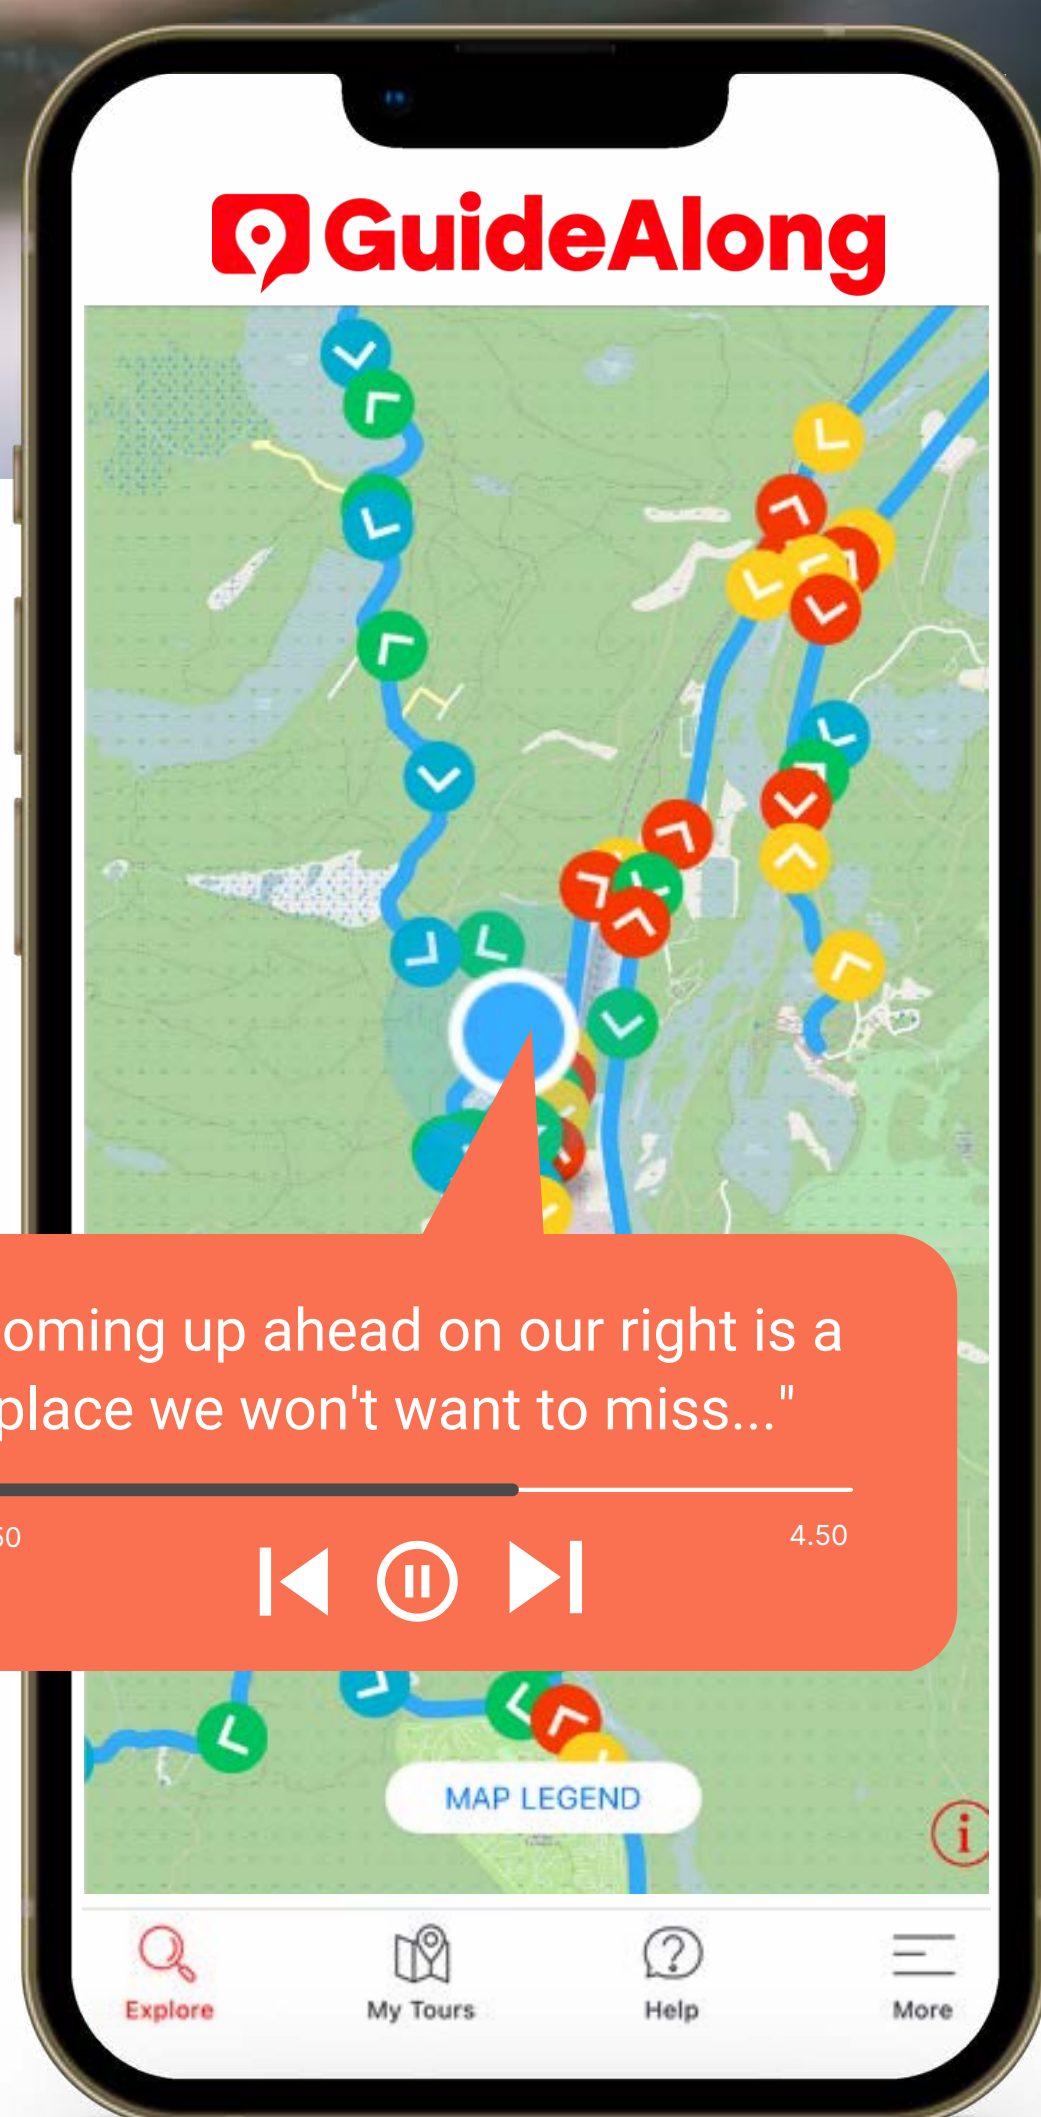 GuideAlong
oming up ahead on our right is a
place we won't want to miss..."
50
4.50
MAP LEGEND
i
Explore
My Tours
Help
More